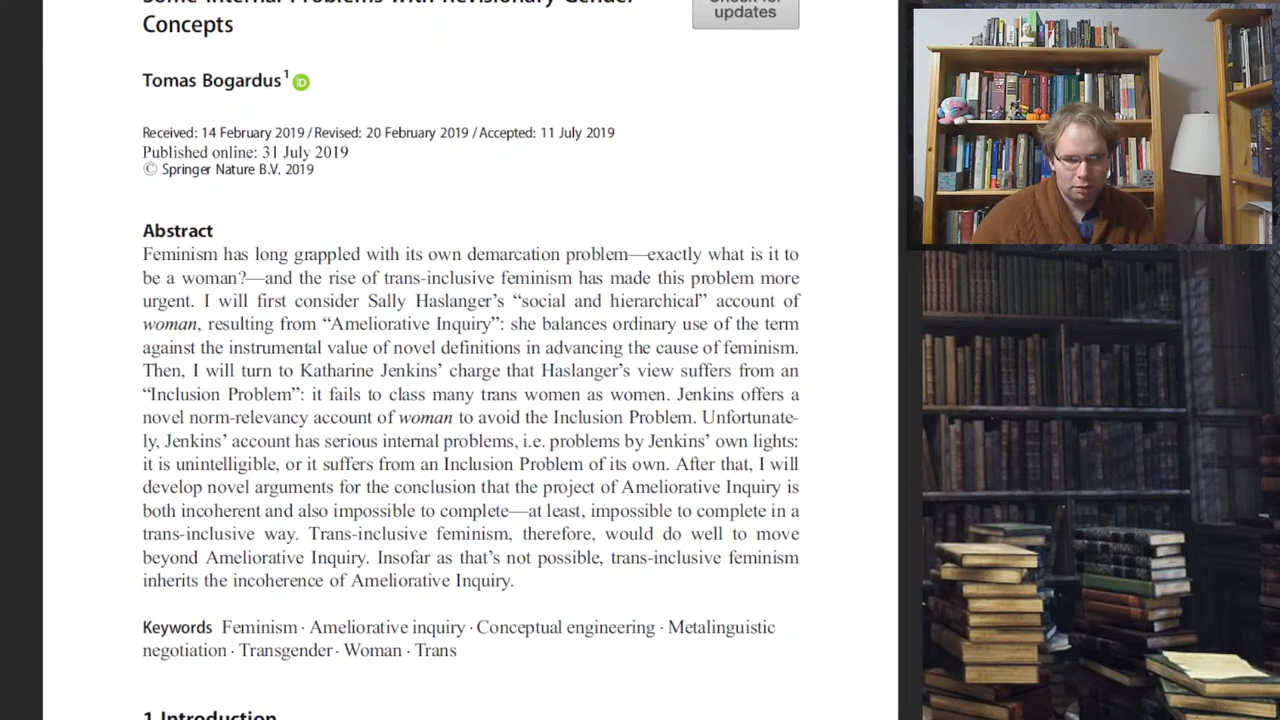 Some Internal Problems with Revisionary Gender
Concepts
Check for
updates
Tomas Bogardus1 iD
Received: 14 February 2019 / Revised: 20 February 2019 / Accepted: 11 July 2019
Published online: 31 July 2019
© Springer Nature B.V. 2019
Abstract
Feminism has long grappled with its own demarcation problem—exactly what is it to
be a woman?—and the rise of trans-inclusive feminism has made this problem more
urgent. I will first consider Sally Haslanger's “social and hierarchical” account of
woman, resulting from “Ameliorative Inquiry”: she balances ordinary use of the term
against the instrumental value of novel definitions in advancing the cause of feminism.
Then, I will turn to Katharine Jenkins' charge that Haslanger's view suffers from an
“Inclusion Problem”: it fails to class many trans women as women. Jenkins offers a
novel norm-relevancy account of woman to avoid the Inclusion Problem. Unfortunate-
ly, Jenkins' account has serious internal problems, i.e. problems by Jenkins' own lights:
it is unintelligible, or it suffers from an Inclusion Problem of its own. After that, I will
develop novel arguments for the conclusion that the project of Ameliorative Inquiry is
both incoherent and also impossible to complete—at least, impossible to complete in a
trans-inclusive way. Trans-inclusive feminism, therefore, would do well to move
beyond Ameliorative Inquiry. Insofar as that's not possible, trans-inclusive feminism
inherits the incoherence of Ameliorative Inquiry.
Keywords Feminism · Ameliorative inquiry · Conceptual engineering · Metalinguistic
negotiation · Transgender · Woman · Trans
1 Introduction